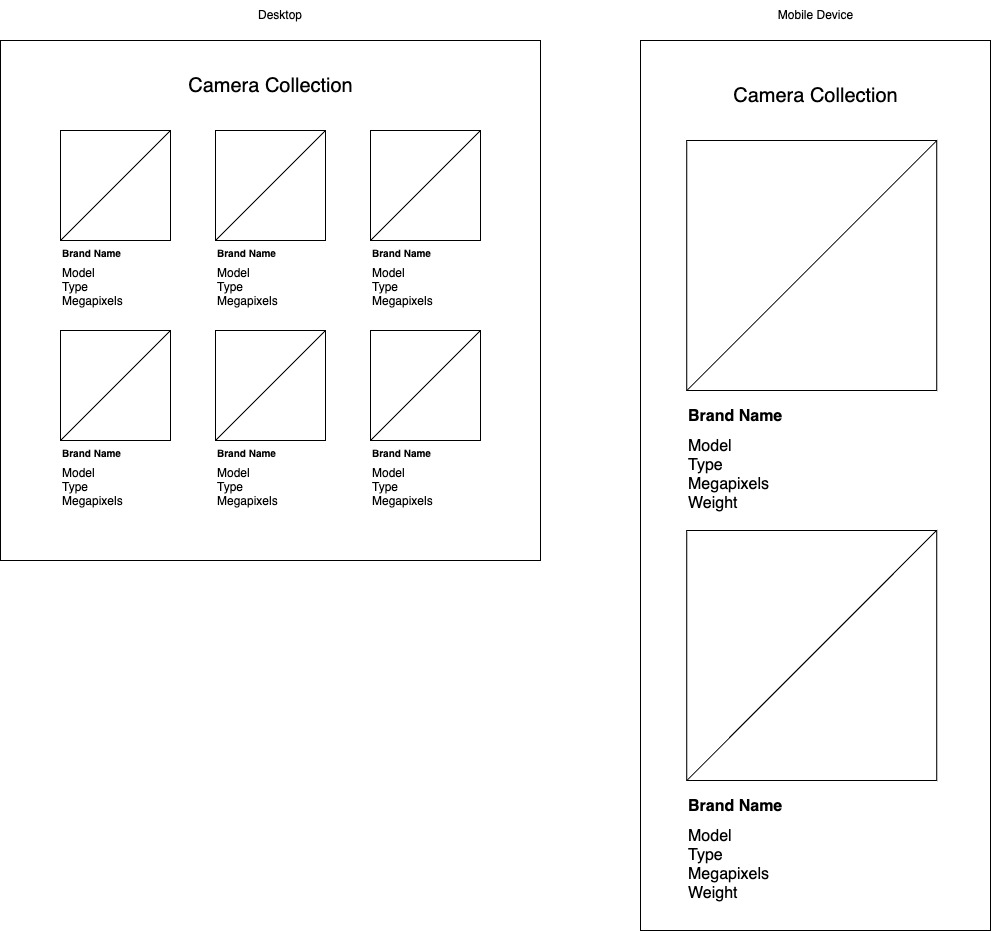 Desktop
Camera Collection
Brand Name
Model
Type
Megapixels
Brand Name
Model
Type
Megapixels
Brand Name
Model
Type
Megapixels
Brand Name
Model
Type
Megapixels
Brand Name
Model
Type
Megapixels
Brand Name
Model
Type
Megapixels
Mobile Device
Camera Collection
Brand Name
Model
Type
Megapixels
Weight
Brand Name
Model
Type
Megapixels
Weight